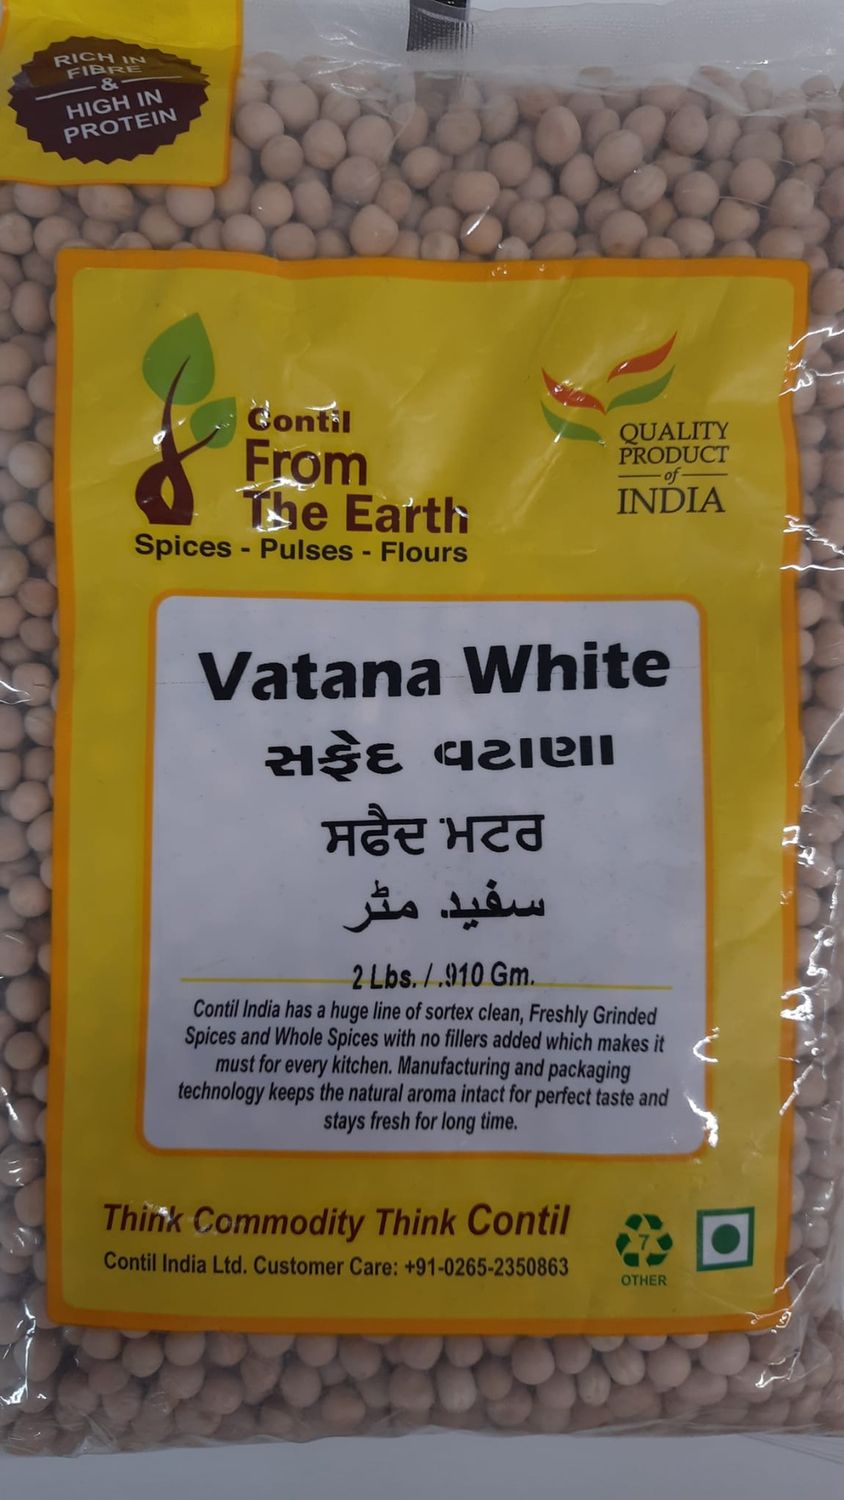 RICH IN
FIBRE
&
HIGH IN
PROTEIN
Contil
From
The Earth
Spices - Pulses - Flours
QUALITY
PRODUCT
of
INDIA
Vatana White
સફેદ વટાણા
ਸਫੈਦ ਮਟਰ
سفید مٹر
2 Lbs. / .910 Gm.
Contil India has a huge line of sortex clean, Freshly Grinded
Spices and Whole Spices with no fillers added which makes it
must for every kitchen. Manufacturing and packaging
technology keeps the natural aroma intact for perfect taste and
stays fresh for long time.
Think Commodity Think Contil
Contil India Ltd. Customer Care: +91-0265-2350863
7
OTHER